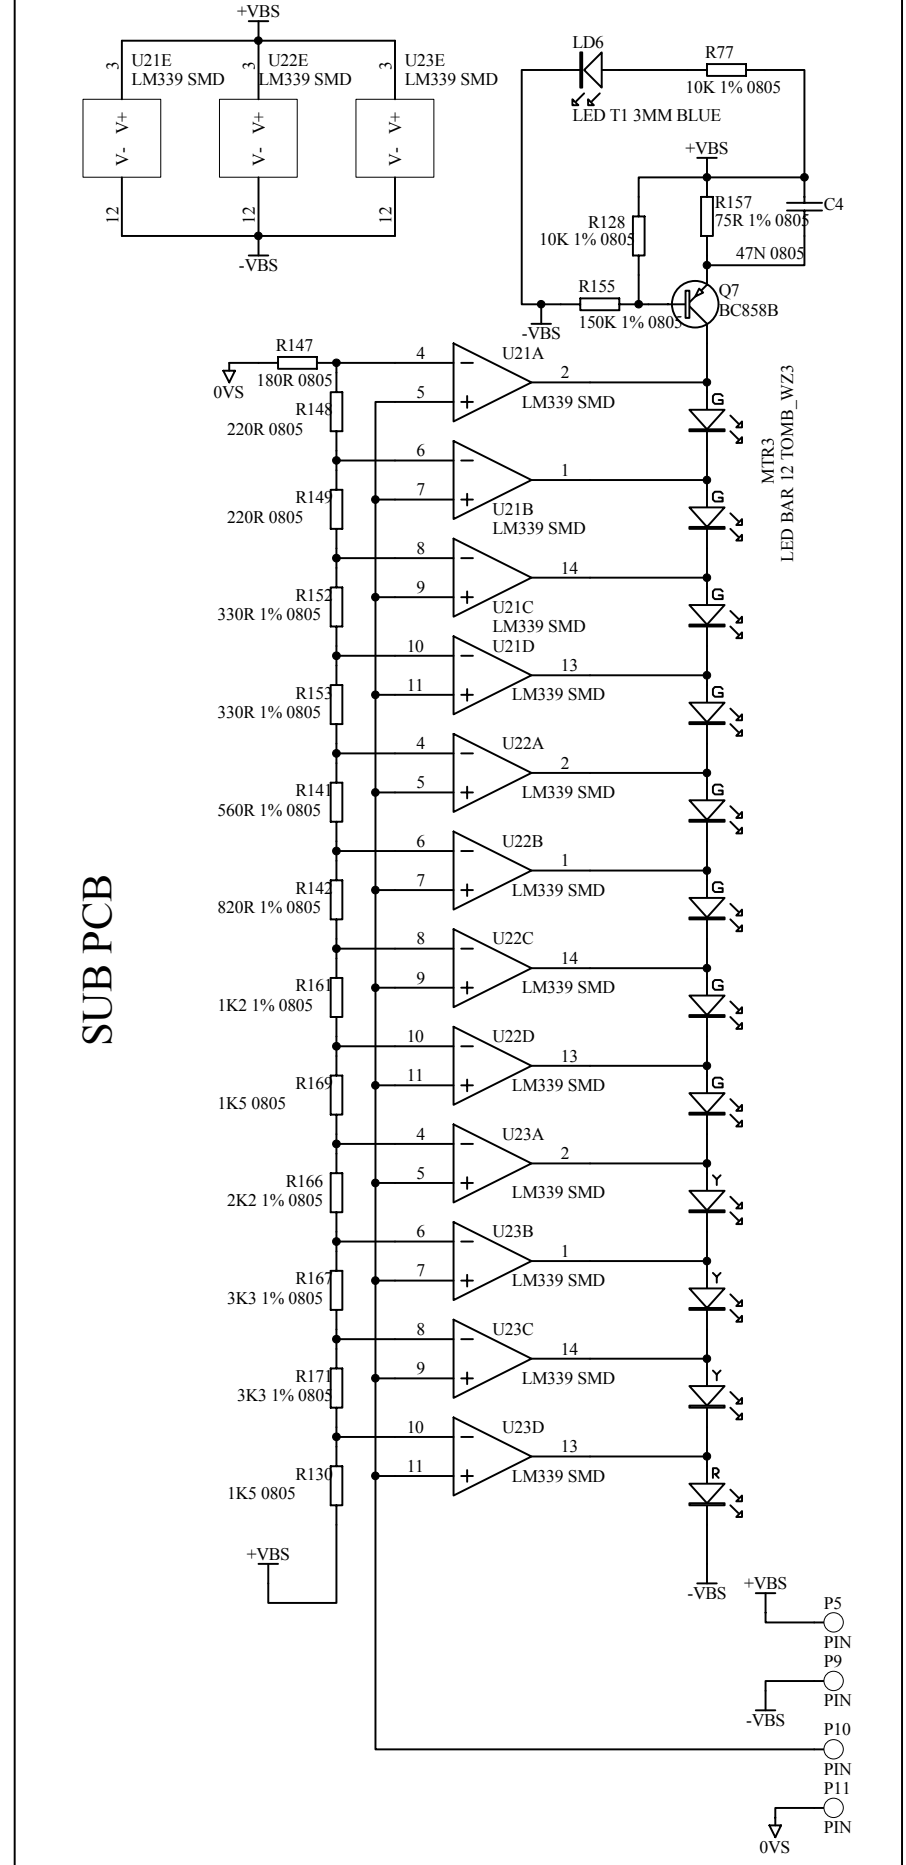 +VBS
3
U21E
LM339 SMD
3
U22E
LM339 SMD
3
U23E
LM339 SMD
V- V+
V- V+
V- V+
12
12
12
-VBS
LD6
LED T1 3MM BLUE
R77
10K 1% 0805
+VBS
R128
10K 1% 0805
R157
75R 1% 0805
C4
47N 0805
R155
150K 1% 0805
-VBS
Q7
BC858B
R147
180R 0805
0VS
R148
220R 0805
R149
220R 0805
R152
330R 1% 0805
R153
330R 1% 0805
R141
560R 1% 0805
R142
820R 1% 0805
R161
1K2 1% 0805
R169
1K5 0805
R166
2K2 1% 0805
R167
3K3 1% 0805
R171
3K3 1% 0805
R130
1K5 0805
+VBS
SUB PCB
4
5
U21A
2
LM339 SMD
6
7
1
U21B
LM339 SMD
8
9
14
U21C
LM339 SMD
10
11
U21D
13
LM339 SMD
4
5
U22A
2
LM339 SMD
6
7
U22B
1
LM339 SMD
8
9
U22C
14
LM339 SMD
10
11
U22D
13
LM339 SMD
4
5
U23A
2
LM339 SMD
6
7
U23B
1
LM339 SMD
8
9
U23C
14
LM339 SMD
10
11
U23D
13
LM339 SMD
MTR3
LED BAR 12 TOMB_WZ3
G
G
G
G
G
G
G
G
Y
Y
Y
R
-VBS
+VBS
P5
PIN
P9
PIN
-VBS
P10
PIN
P11
PIN
0VS